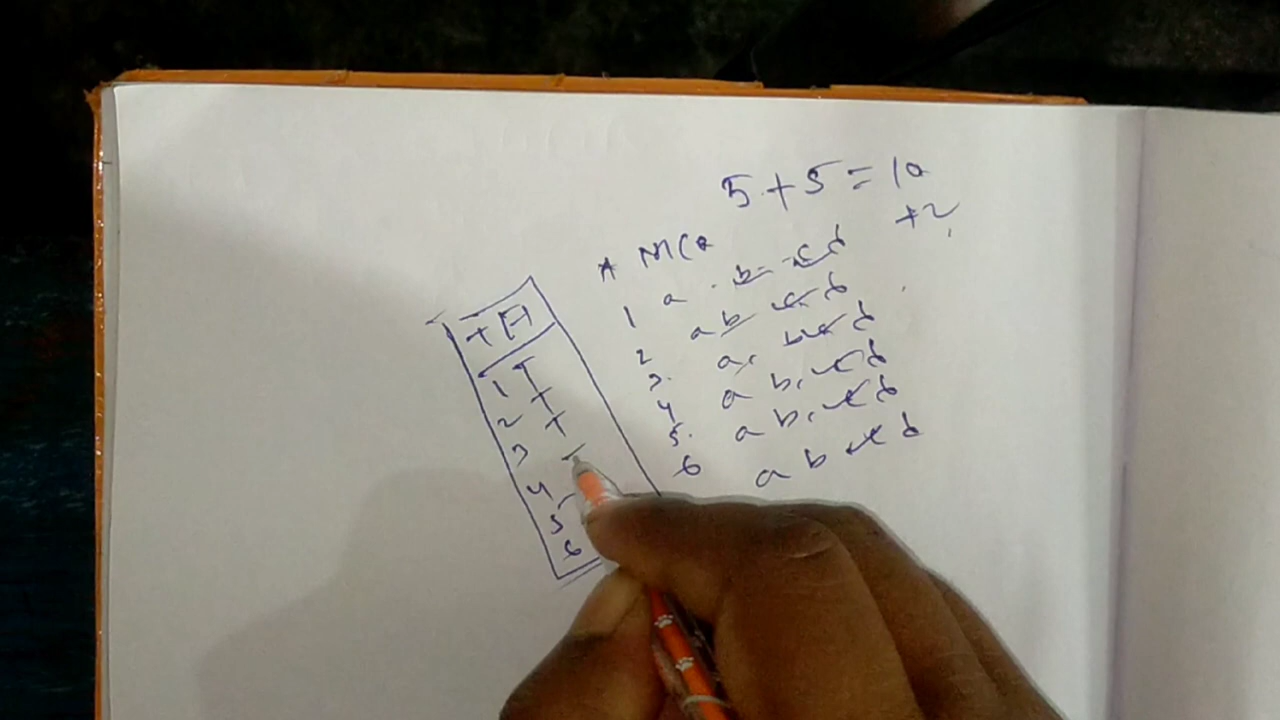 5+5=10
+2
* MCQ
1 a b c d
2 a b c d
3. a b c d
4 a b c d
5. a b c d
6 a b c d
1 T
2 +
3 +
4
5
6